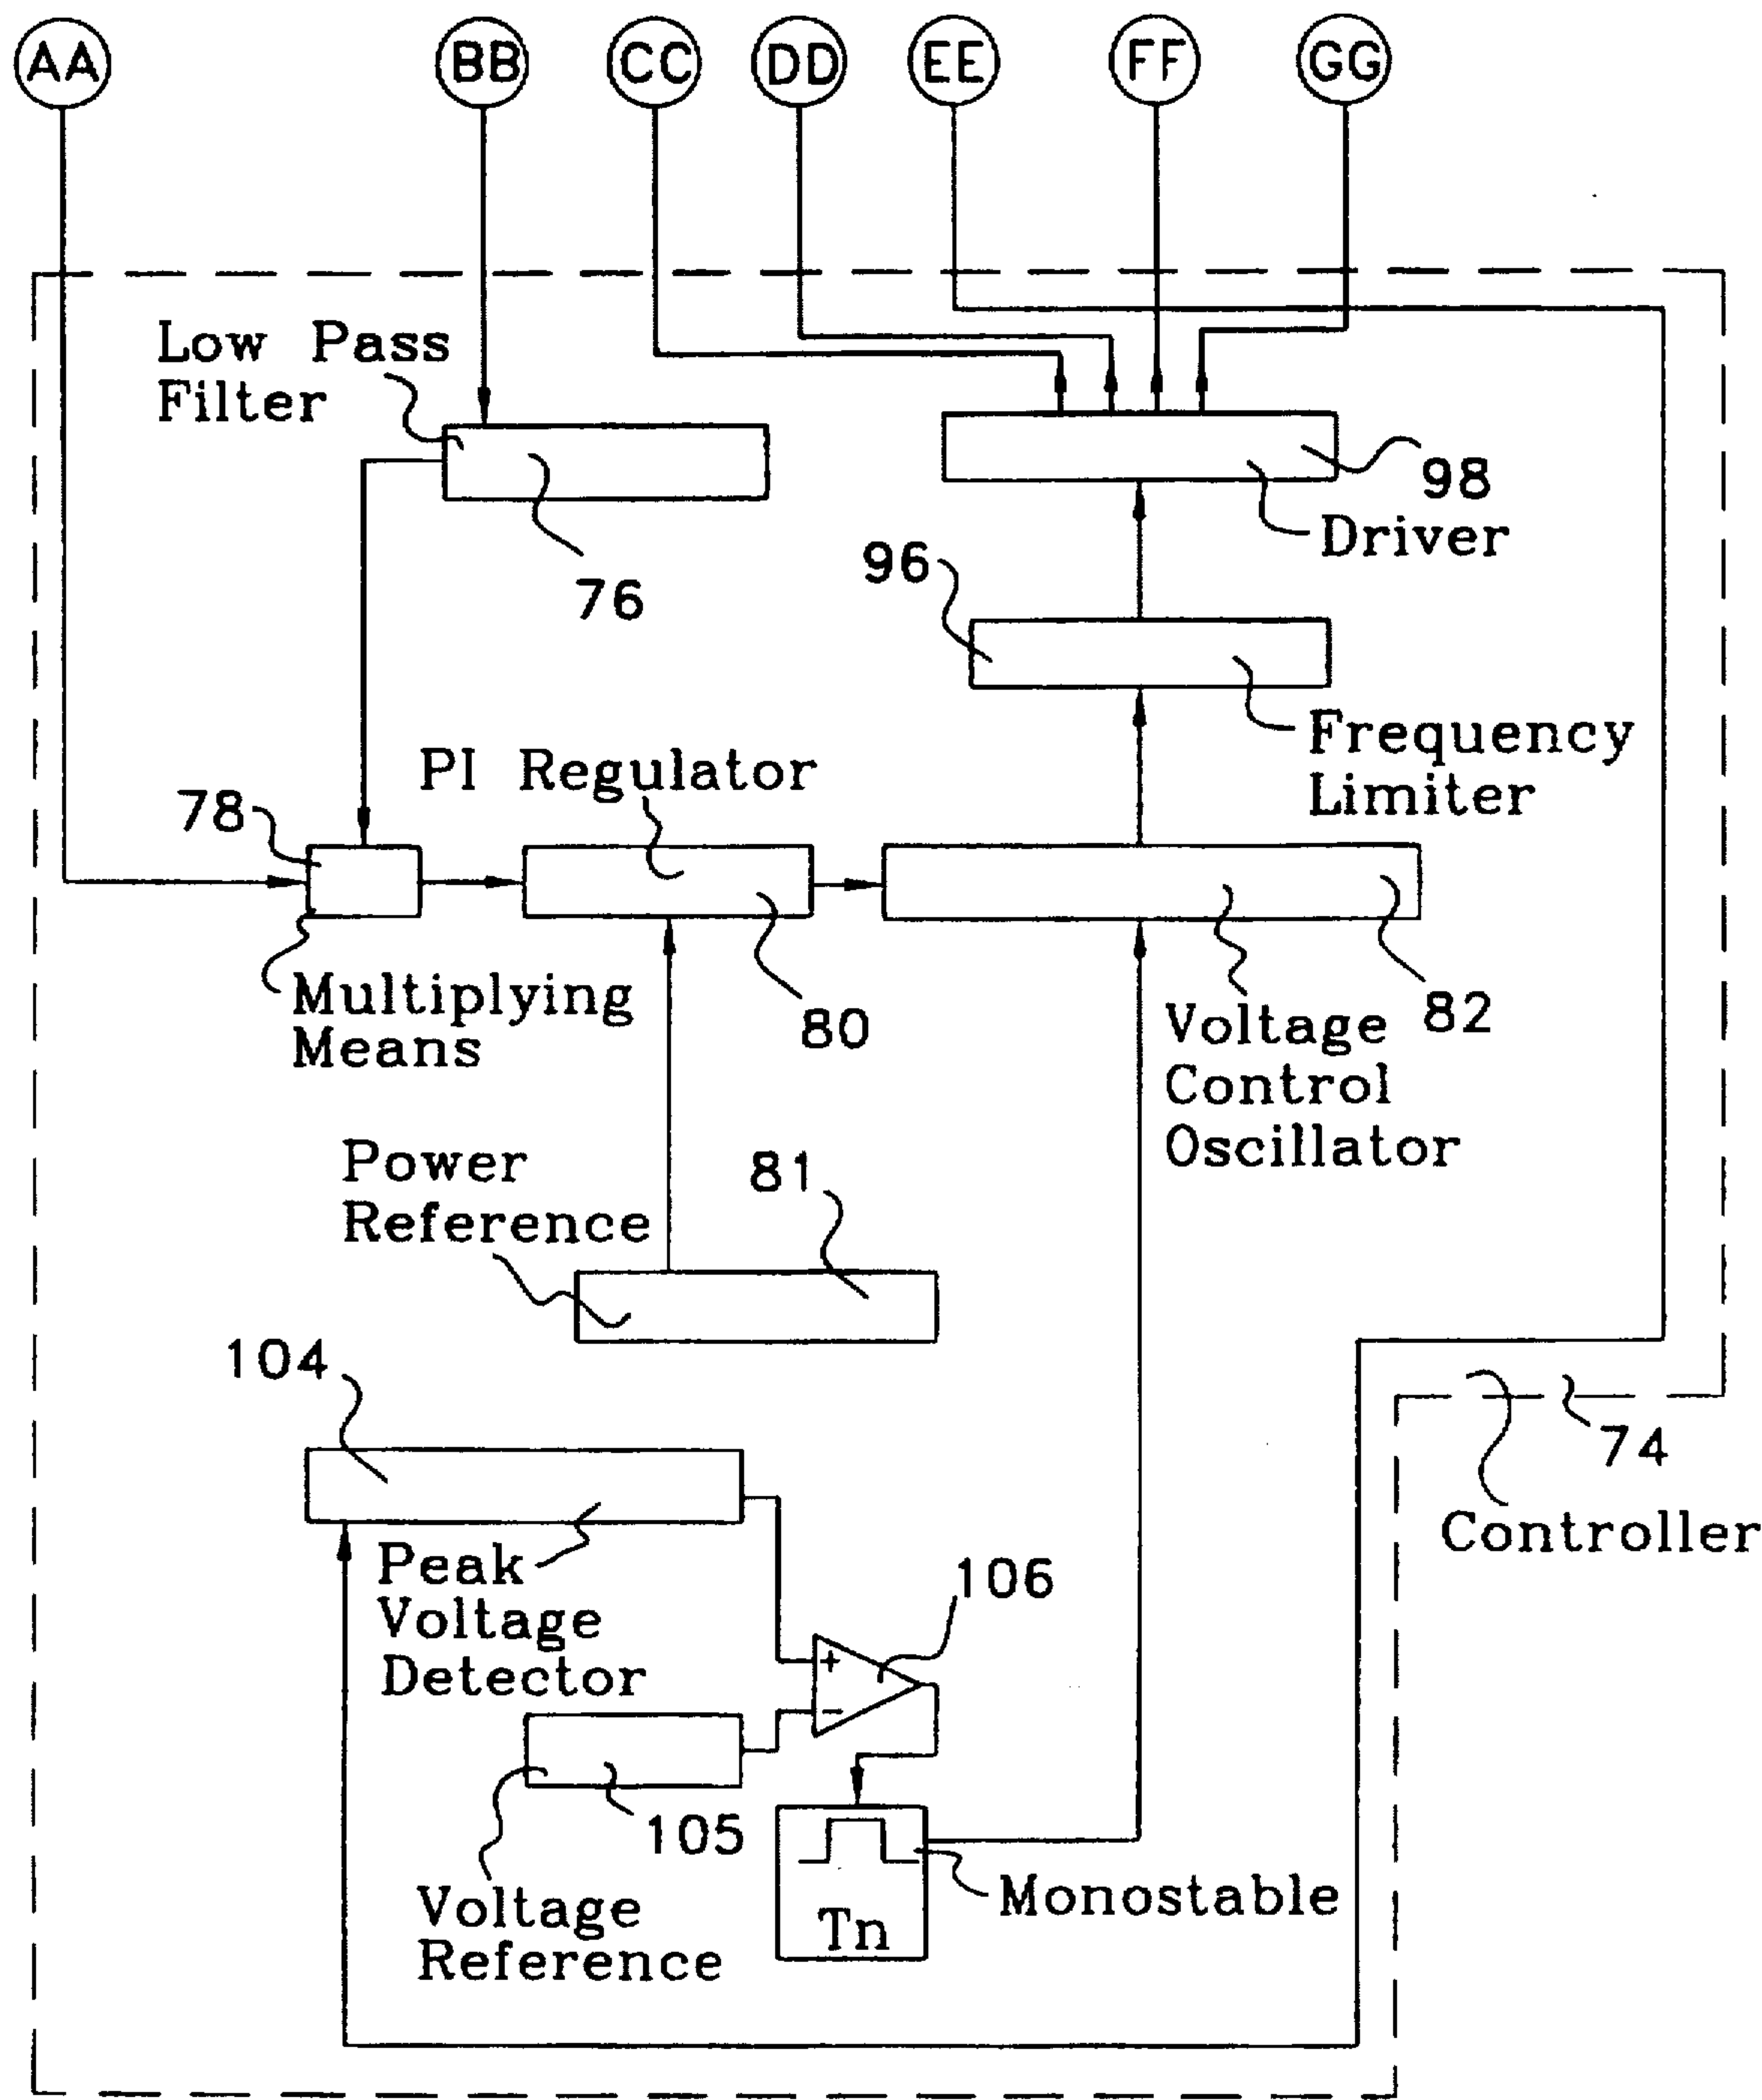 AA
BB
CC
DD
EE
FF
GG
Low Pass
Filter
76
98
Driver
96
Frequency
Limiter
PI Regulator
78
Multiplying
Means
80
82
Voltage
Control
Oscillator
Power
Reference
81
104
74
Controller
Peak
Voltage
Detector
106
+
−
105
Voltage
Reference
Monostable
Tn